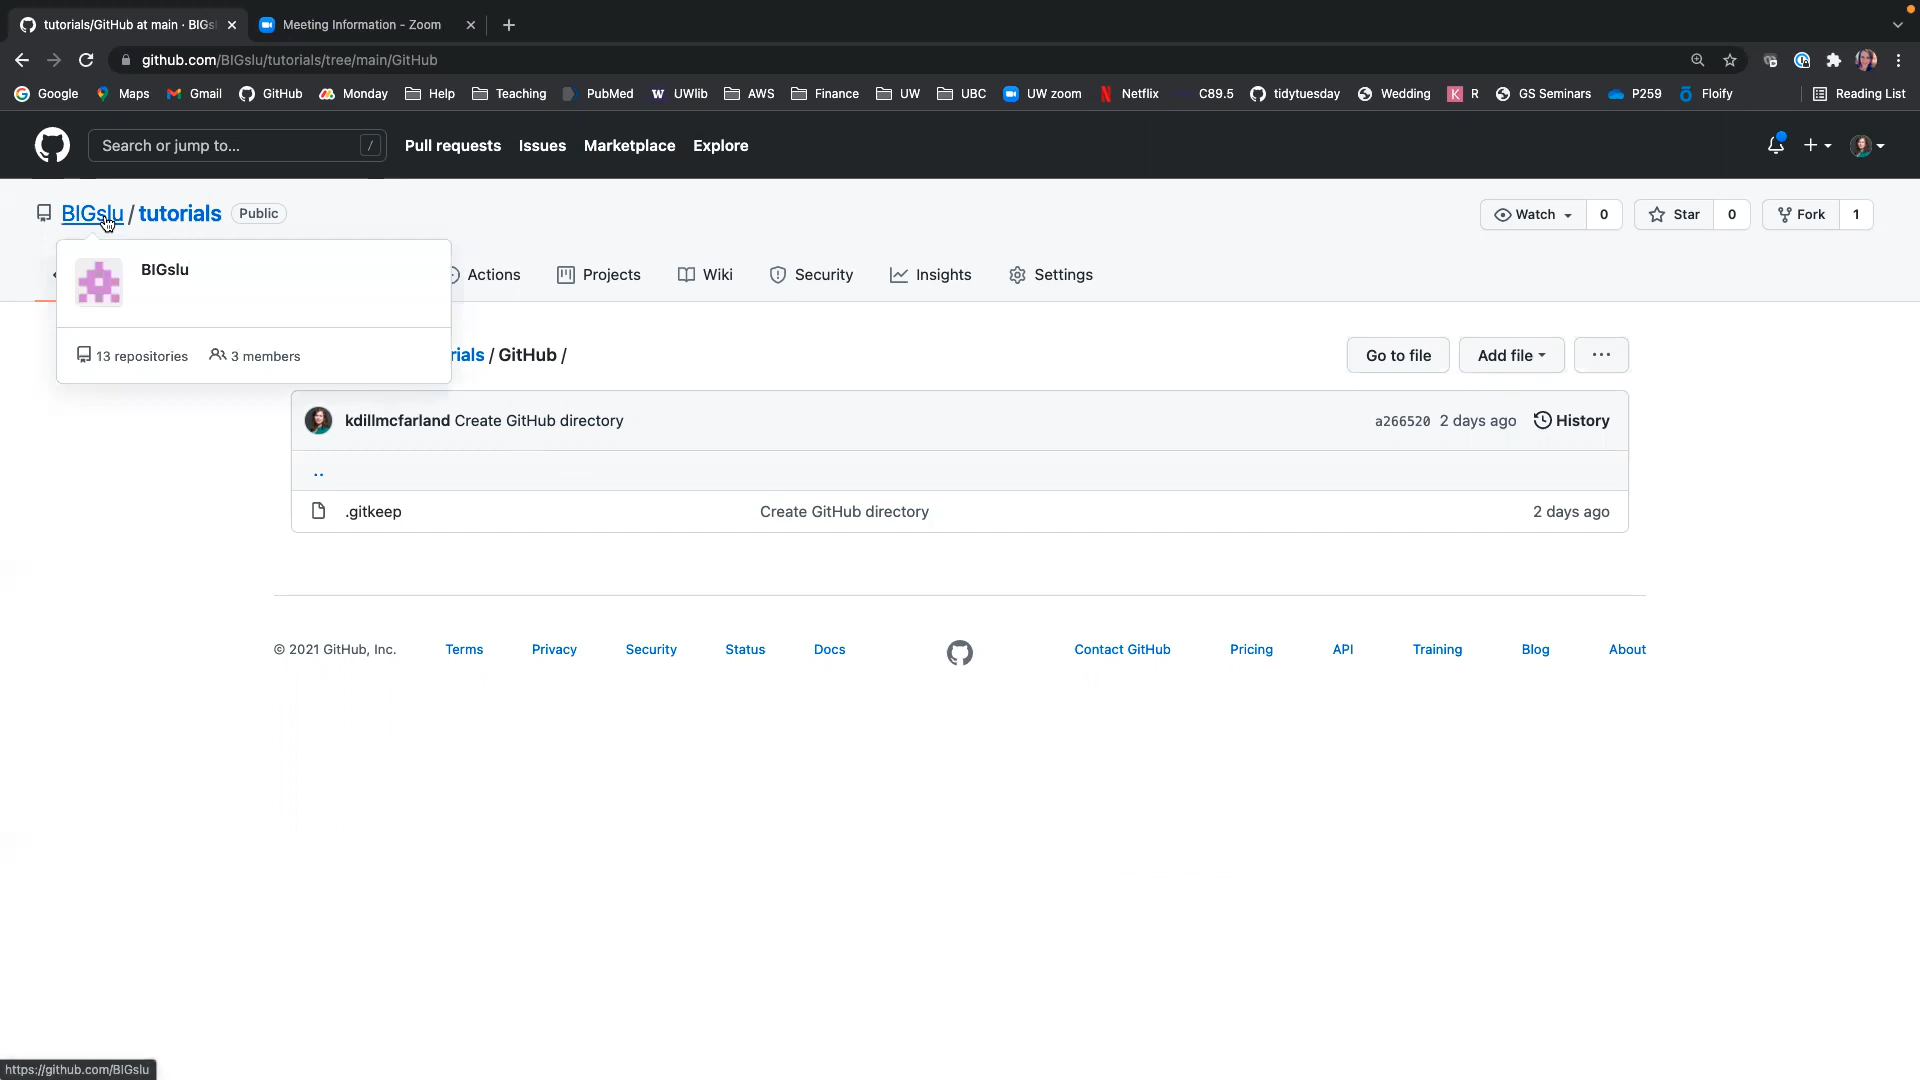 tutorials/GitHub at main · BIGsl
Meeting Information - Zoom
github.com/BIGslu/tutorials/tree/main/GitHub
Google Maps Gmail GitHub Monday Help Teaching PubMed UWlib AWS Finance UW UBC UW zoom Netflix C89.5 tidytuesday Wedding R GS Seminars P259 Floify Reading List
Search or jump to... / Pull requests Issues Marketplace Explore
BIGslu / tutorials Public Watch 0 Star 0 Fork 1
BIGslu
Actions Projects Wiki Security Insights Settings
13 repositories 3 members
rials / GitHub / Go to file Add file ...
kdillmcfarland Create GitHub directory a266520 2 days ago History
..
.gitkeep Create GitHub directory 2 days ago
© 2021 GitHub, Inc. Terms Privacy Security Status Docs Contact GitHub Pricing API Training Blog About
https://github.com/BIGslu